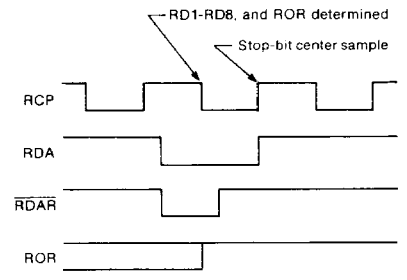 RD1-RD8, and ROR determined
Stop-bit center sample
RCP
RDA
RDAR
ROR